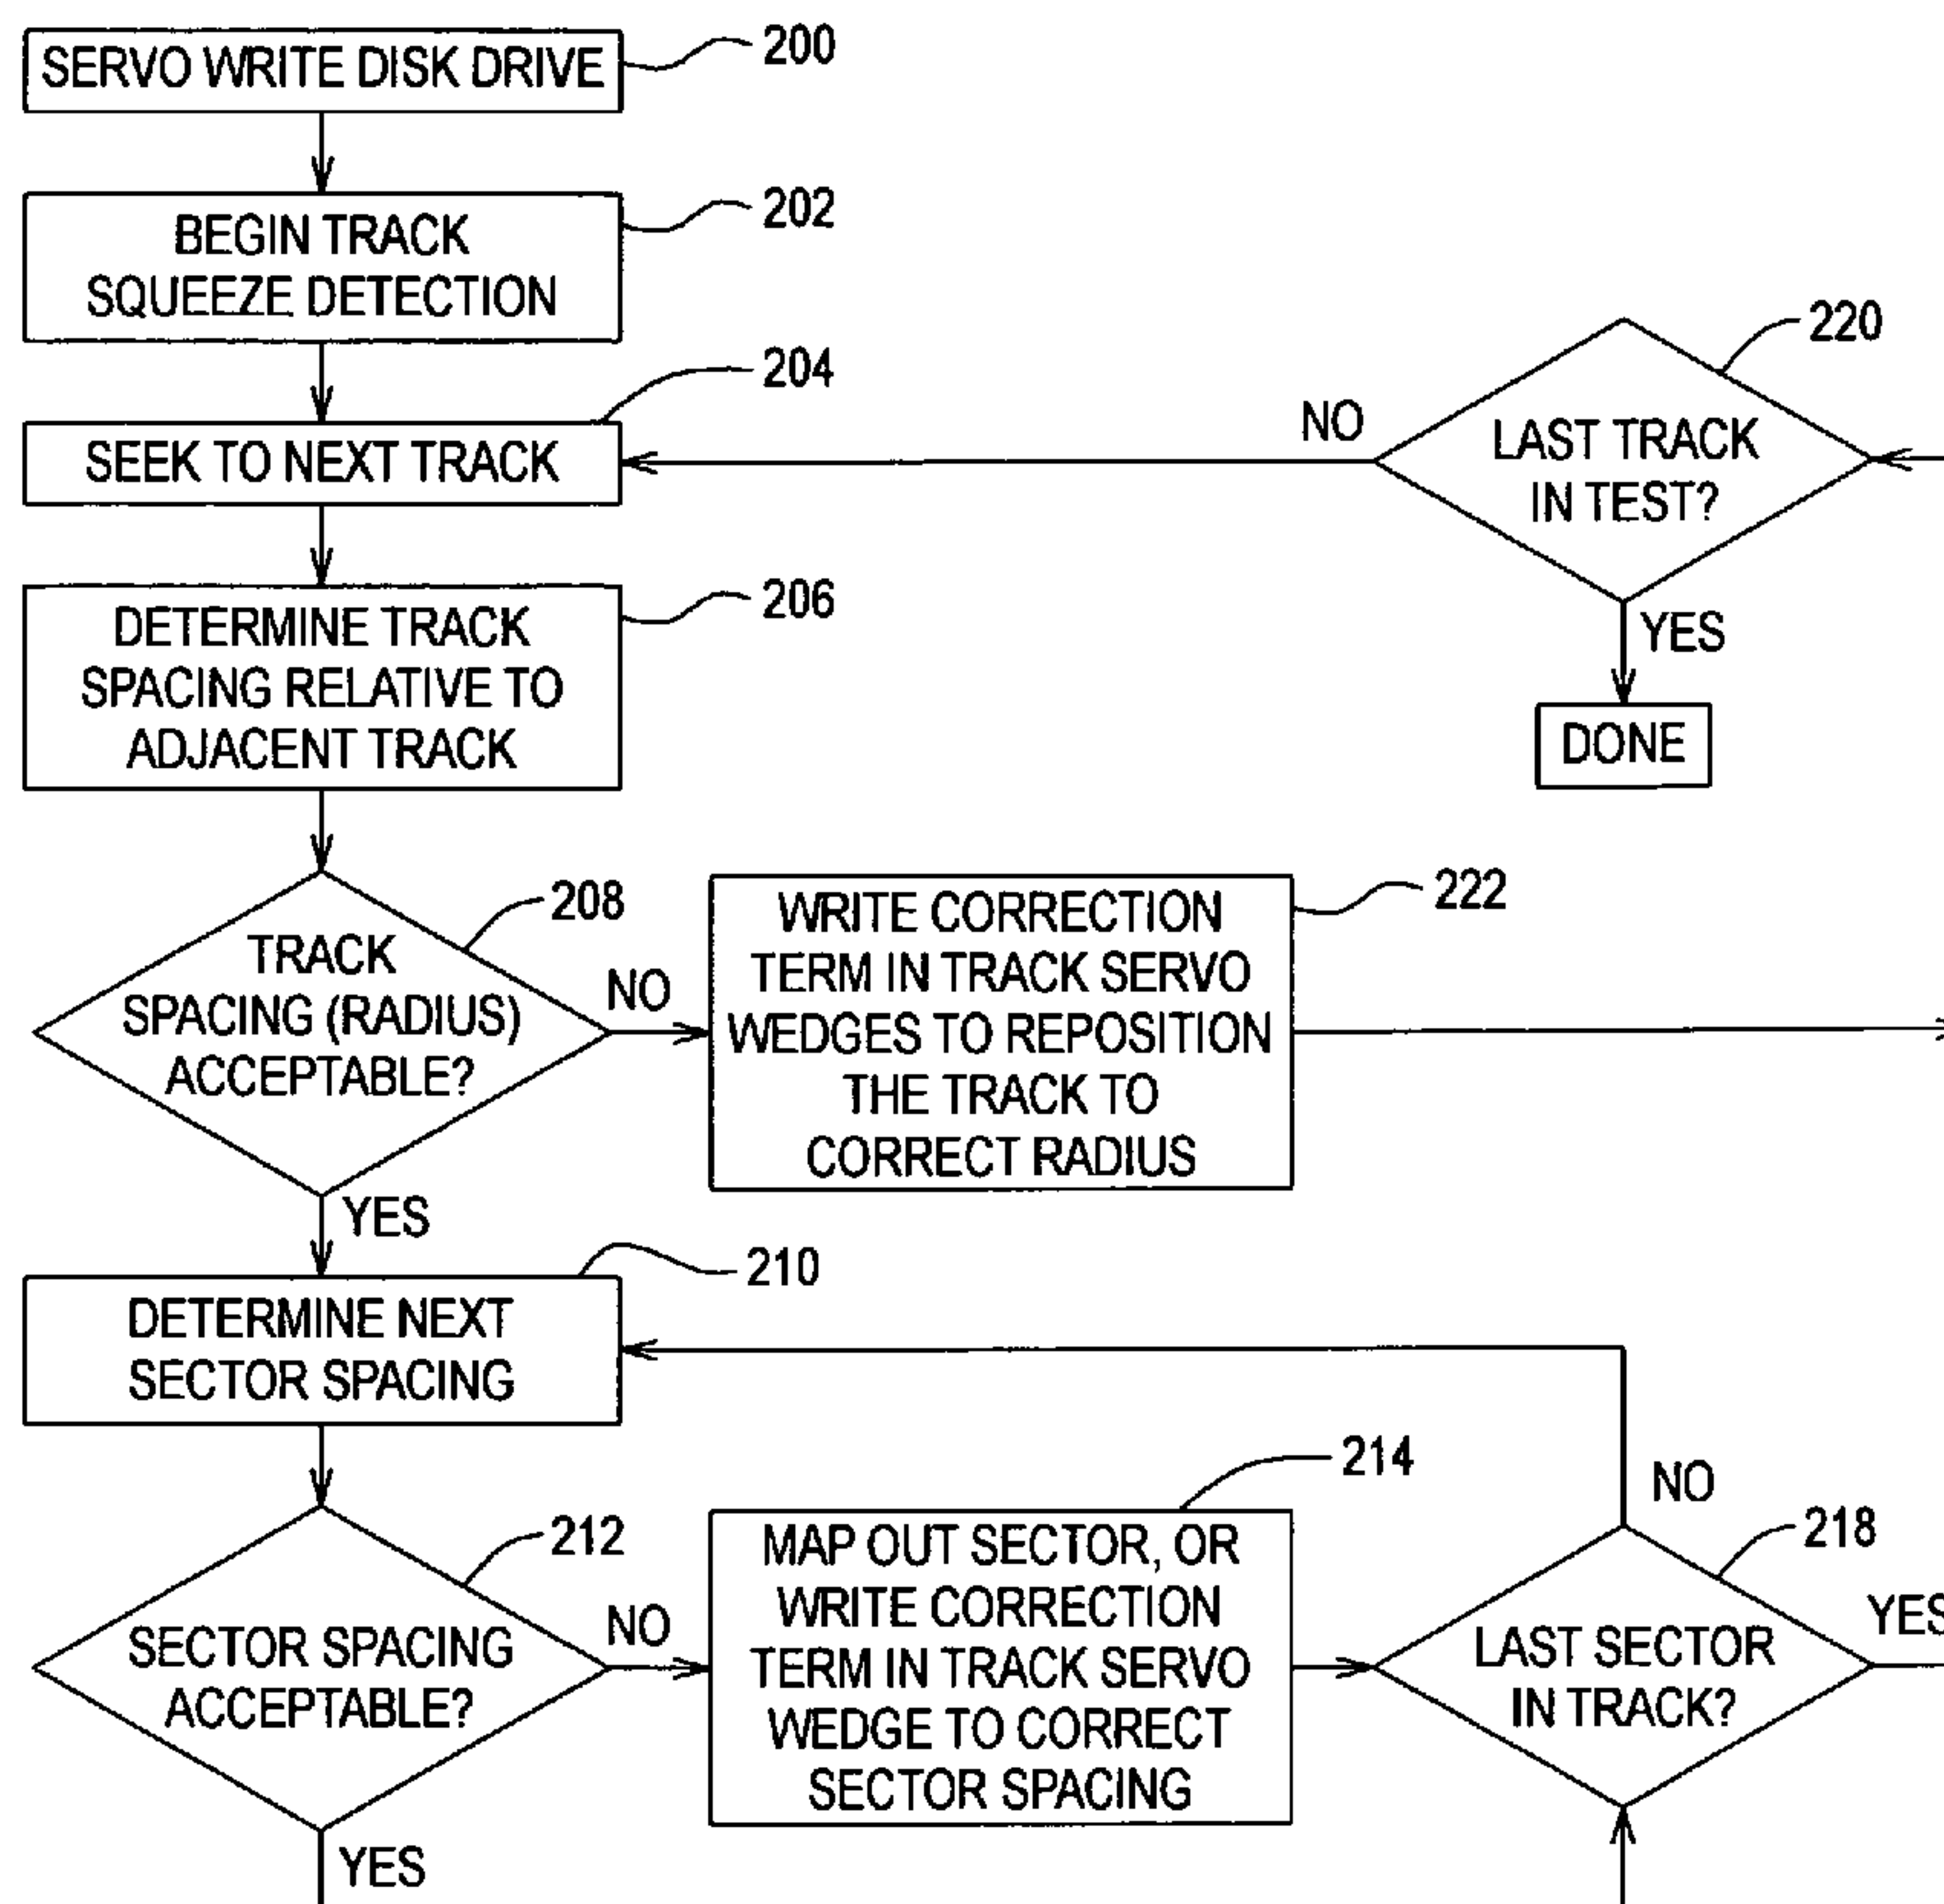 SERVO WRITE DISK DRIVE
200
BEGIN TRACK
SQUEEZE DETECTION
202
204
SEEK TO NEXT TRACK
220
NO
LAST TRACK
IN TEST?
YES
DONE
DETERMINE TRACK
SPACING RELATIVE TO
ADJACENT TRACK
206
208
TRACK
SPACING (RADIUS)
ACCEPTABLE?
NO
YES
WRITE CORRECTION
TERM IN TRACK SERVO
WEDGES TO REPOSITION
THE TRACK TO
CORRECT RADIUS
222
210
DETERMINE NEXT
SECTOR SPACING
212
SECTOR SPACING
ACCEPTABLE?
NO
YES
214
MAP OUT SECTOR, OR
WRITE CORRECTION
TERM IN TRACK SERVO
WEDGE TO CORRECT
SECTOR SPACING
NO
218
LAST SECTOR
IN TRACK?
YES